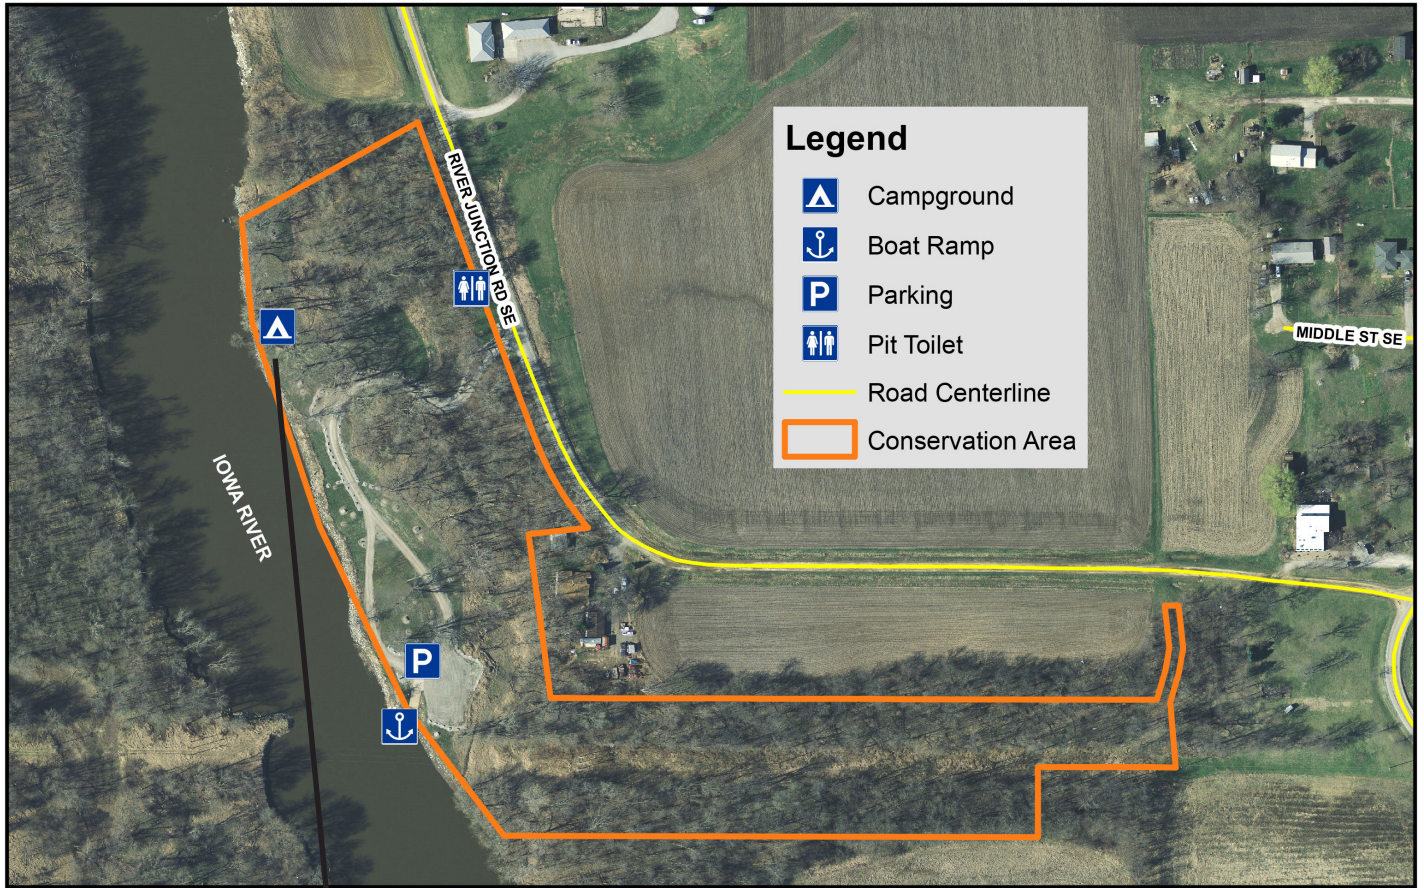 RIVER JUNCTION RD SE
Legend
Campground
Boat Ramp
P Parking
Pit Toilet
Road Centerline
Conservation Area
MIDDLE ST SE
IOWA RIVER
P